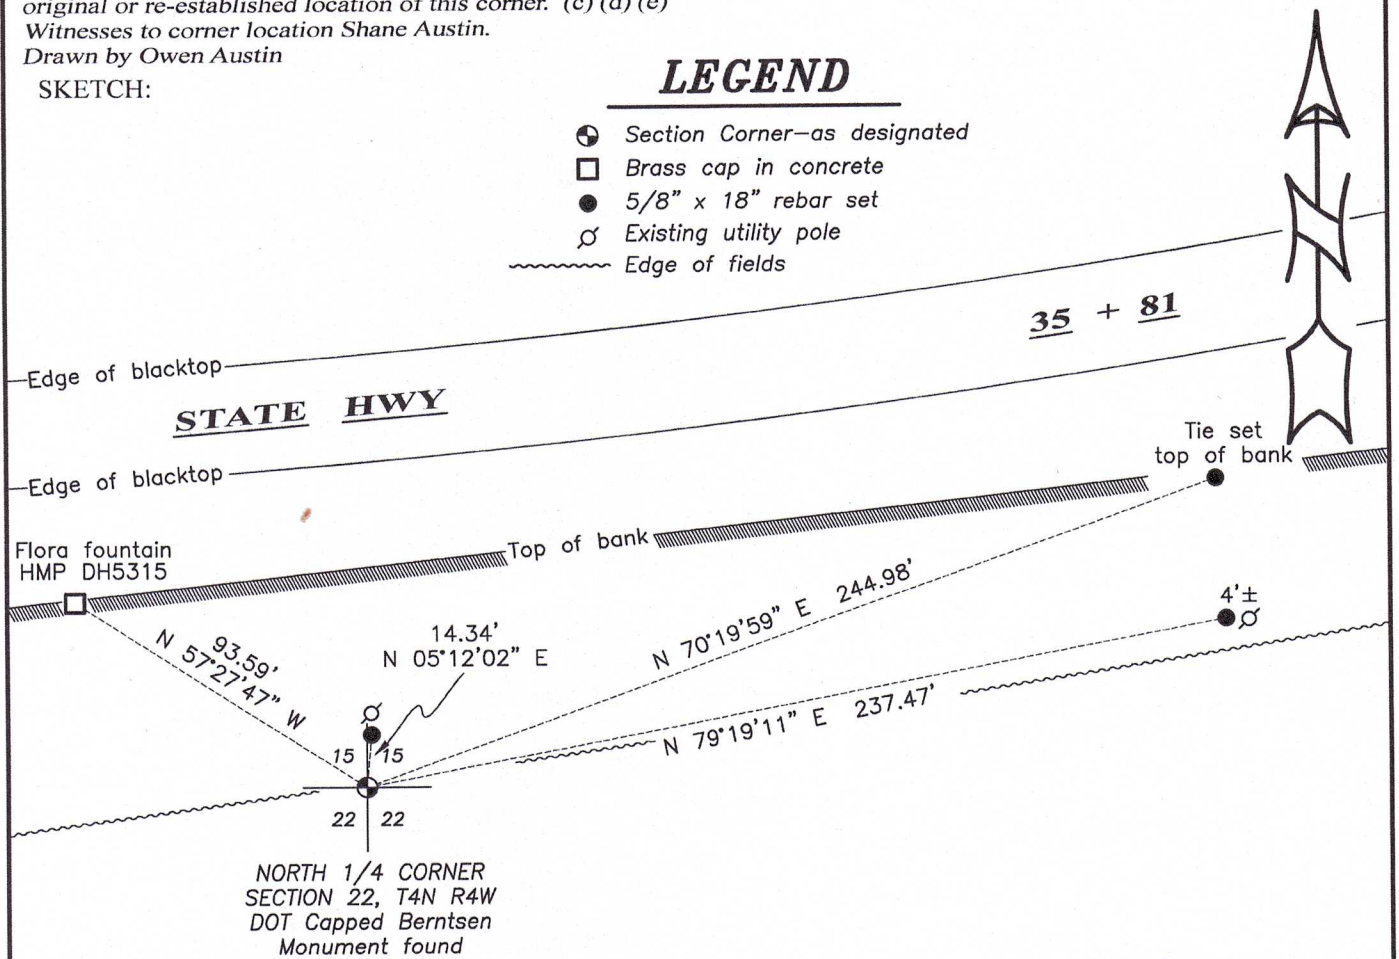 original or re-established location of this corner. (c) (d) (e)
Witnesses to corner location Shane Austin.
Drawn by Owen Austin
SKETCH:
LEGEND
Section Corner—as designated
Brass cap in concrete
5/8" x 18" rebar set
Existing utility pole
Edge of fields
N
35 + 81
Edge of blacktop
STATE HWY
Edge of blacktop
Tie set
top of bank
Top of bank
Flora fountain
HMP DH5315
93.59'
N 57°27'47" W
14.34'
N 05°12'02" E
N 70°19'59" E 244.98'
4'±
N 79°19'11" E 237.47'
15 15
22 22
NORTH 1/4 CORNER
SECTION 22, T4N R4W
DOT Capped Berntsen
Monument found